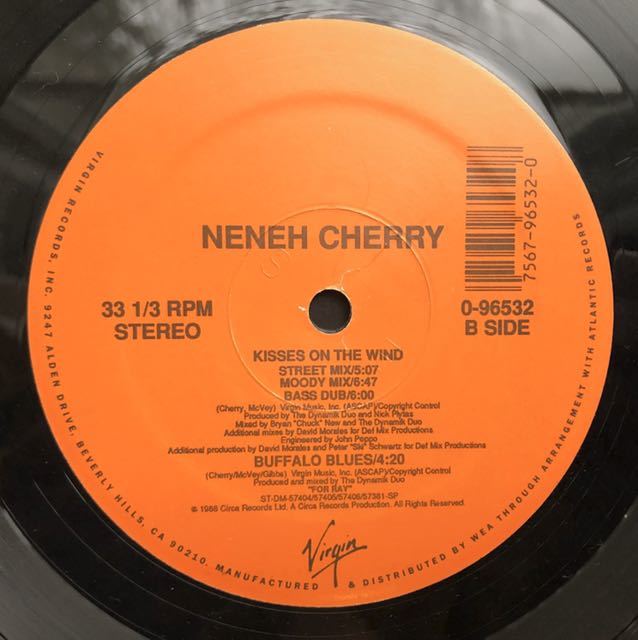 NENEH CHERRY
7567-96532-0
33 1/3 RPM
STEREO
0-96532
B SIDE
KISSES ON THE WIND
STREET MIX/5:07
MOODY MIX/6:47
BASS DUB/6:00
(Cherry, McVey) Virgin Music, Inc. (ASCAP)/Copyright Control
Produced by The Dynamik Duo and Nick Plytas
Mixed by Bryan "Chuck" New and The Dynamik Duo
Additional mixes by David Morales for Def Mix Productions
Engineered by John Poppo
Additional production by David Morales and Peter "Ski" Schwartz for Def Mix Productions
BUFFALO BLUES/4:20
(Cherry/McVey/Gibbs) Virgin Music, Inc. (ASCAP)/Copyright Control
Produced and mixed by The Dynamik Duo
"FOR RAY"
ST-DM-57404/57405/57406/57381-SP
℗ 1988 Circa Records Ltd. A Circa Records Production. All Rights Reserved.
Virgin
VIRGIN RECORDS, INC. 9247 ALDEN DRIVE, BEVERLY HILLS, CA 90210. MANUFACTURED & DISTRIBUTED BY WEA THROUGH ARRANGEMENT WITH ATLANTIC RECORDS